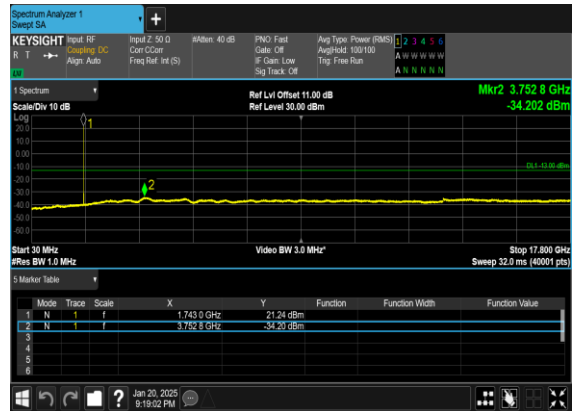 Spectrum Analyzer 1
Swept SA
+
KEYSIGHT
R T
LXI
Input: RF
Coupling: DC
Align: Auto
Input Z: 50 Ω
Corr CCorr
Freq Ref: Int (S)
#Atten: 40 dB
PNO: Fast
Gate: Off
IF Gain: Low
Sig Track: Off
Avg Type: Power (RMS)
Avg|Hold: 100/100
Trig: Free Run
1 2 3 4 5 6
A W W W W W
A N N N N N
1 Spectrum
Scale/Div 10 dB
Ref Lvl Offset 11.00 dB
Ref Level 30.00 dBm
Mkr2 3.752 8 GHz
-34.202 dBm
Log
20.0
10.0
0.00
-10.0
-20.0
-30.0
-40.0
-50.0
-60.0
1
2
DL1 -13.00 dBm
Start 30 MHz
#Res BW 1.0 MHz
Video BW 3.0 MHz*
Stop 17.800 GHz
Sweep 32.0 ms (40001 pts)
5 Marker Table
Mode Trace Scale X Y Function Function Width Function Value
1 N 1 f 1.743 0 GHz 21.24 dBm
2 N 1 f 3.752 8 GHz -34.20 dBm
3
4
5
6
?
Jan 20, 2025
9:19:02 PM